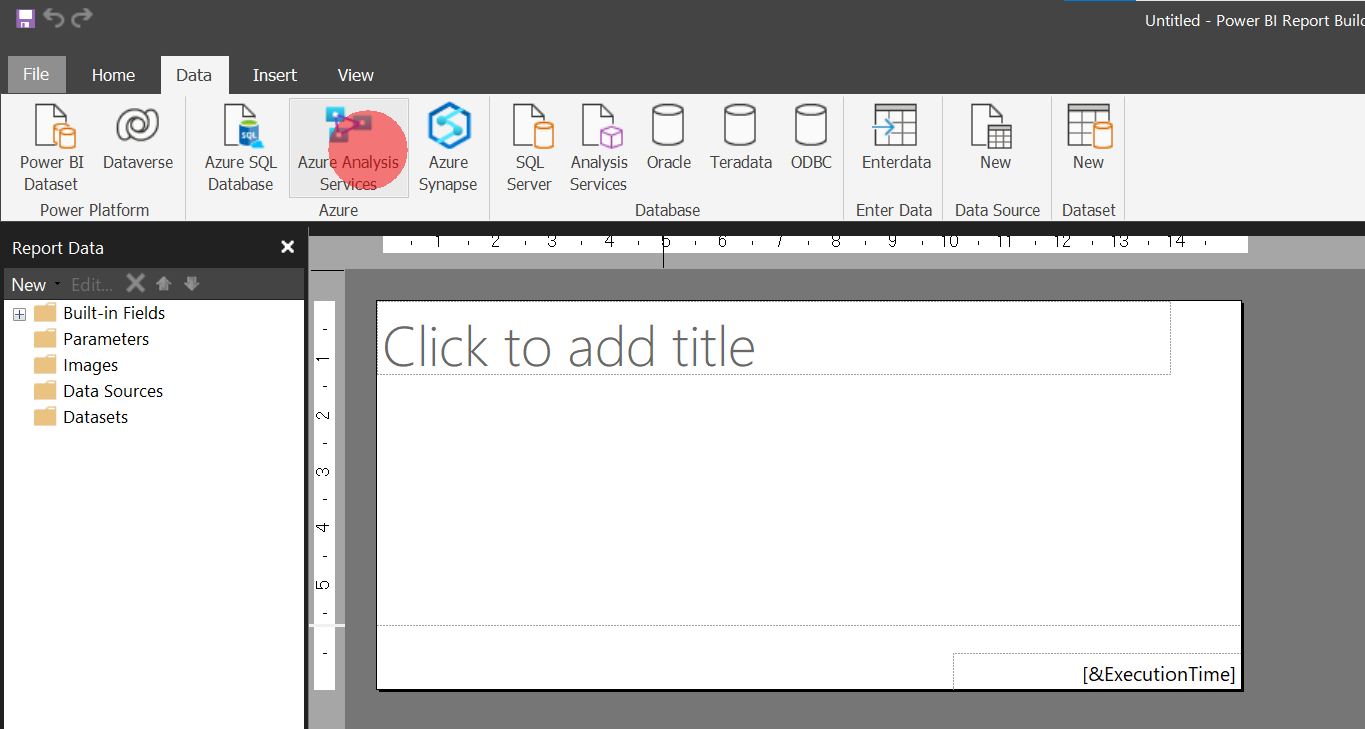 Untitled - Power BI Report Builc
File Home Data Insert View
Power BI Dataset
Dataverse
Azure SQL Database
SQL
Azure Analysis Services
Azure Synapse
SQL Server
Analysis Services
Oracle
Teradata
ODBC
Enterdata
New
New
Power Platform
Azure
Database
Enter Data
Data Source
Dataset
Report Data
New Edit...
Built-in Fields
Parameters
Images
Data Sources
Datasets
1 2 3 4 5 6 7 8 9 10 11 12 13 14
1
2
3
4
5
Click to add title
[&ExecutionTime]